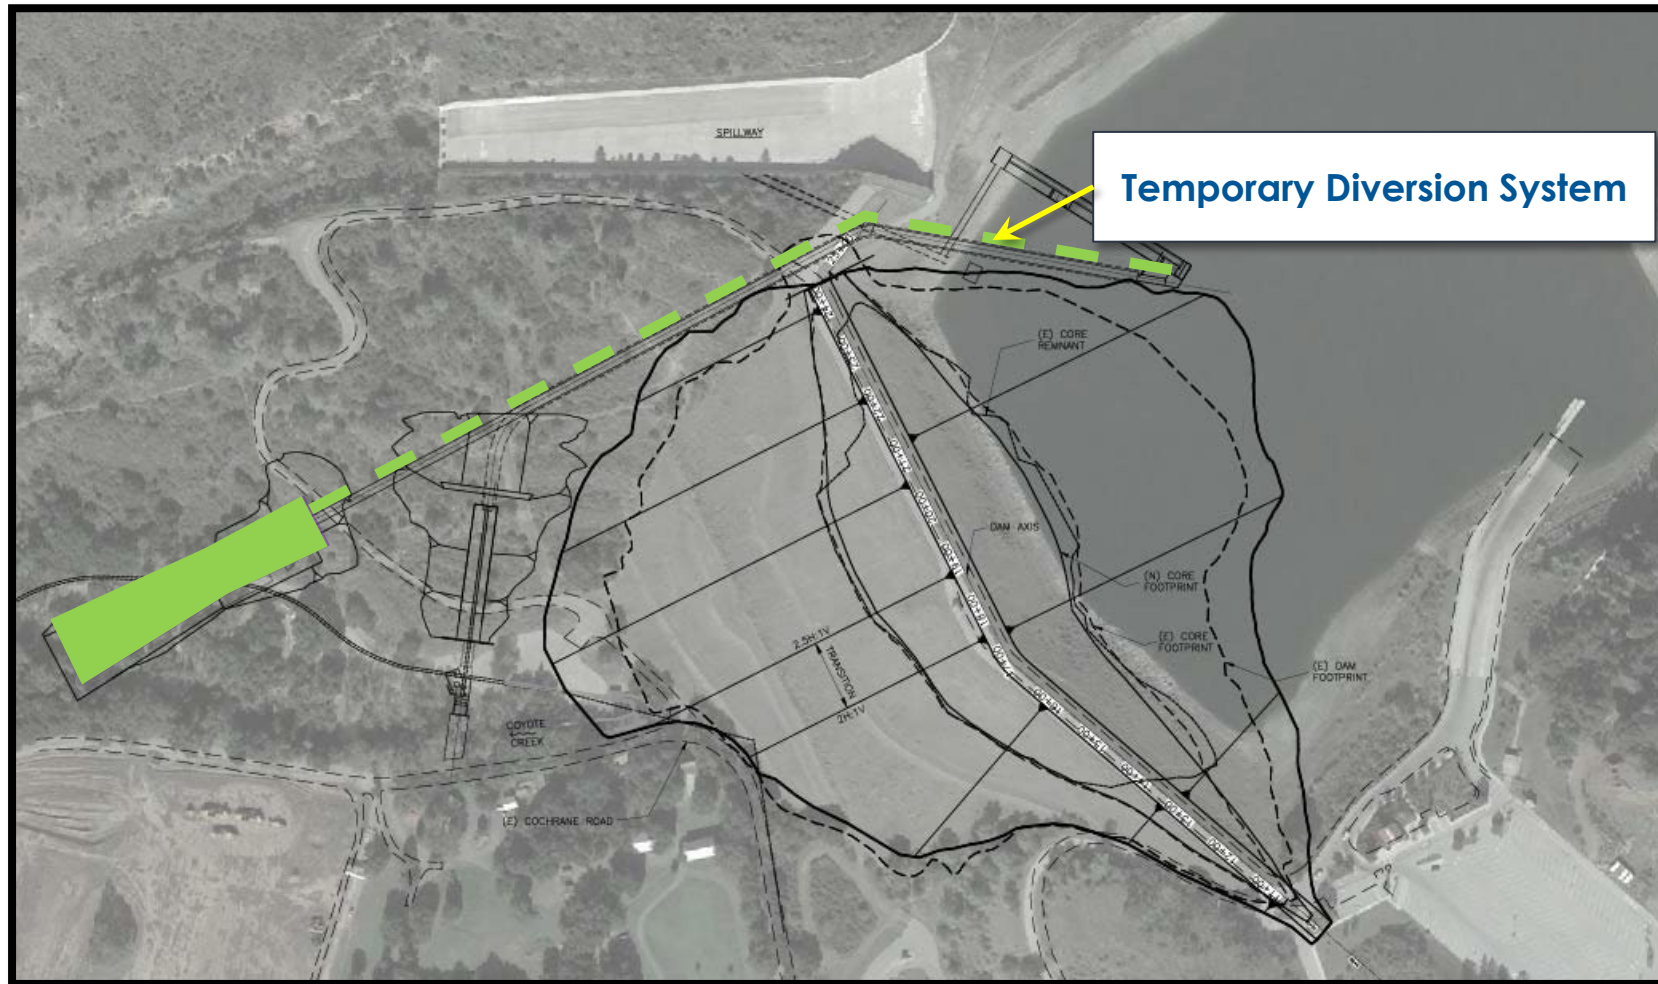 SPILLWAY
Temporary Diversion System
(E) CORE
REMNANT
DAM AXIS
(N) CORE
FOOTPRINT
(E) CORE
FOOTPRINT
(E) DAM
FOOTPRINT
2.5H:1V
TRANSITION
2H:1V
COYOTE
CREEK
(E) COCHRANE ROAD